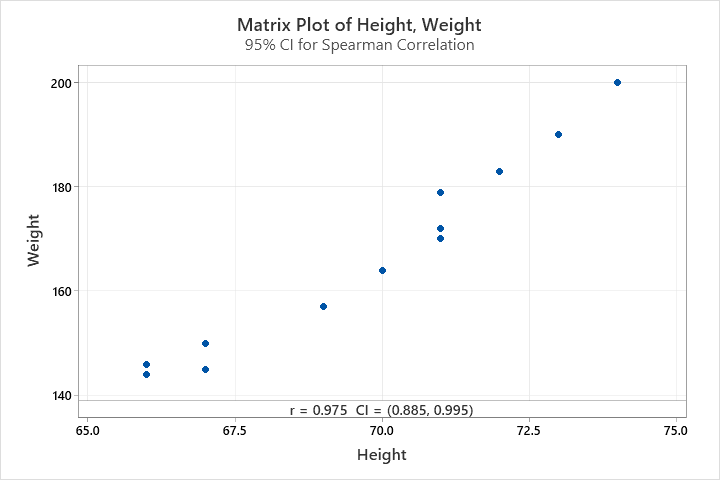 Matrix Plot of Height, Weight
95% CI for Spearman Correlation
Weight
200
180
160
140
r = 0.975 CI = (0.885, 0.995)
65.0 67.5 70.0 72.5 75.0
Height